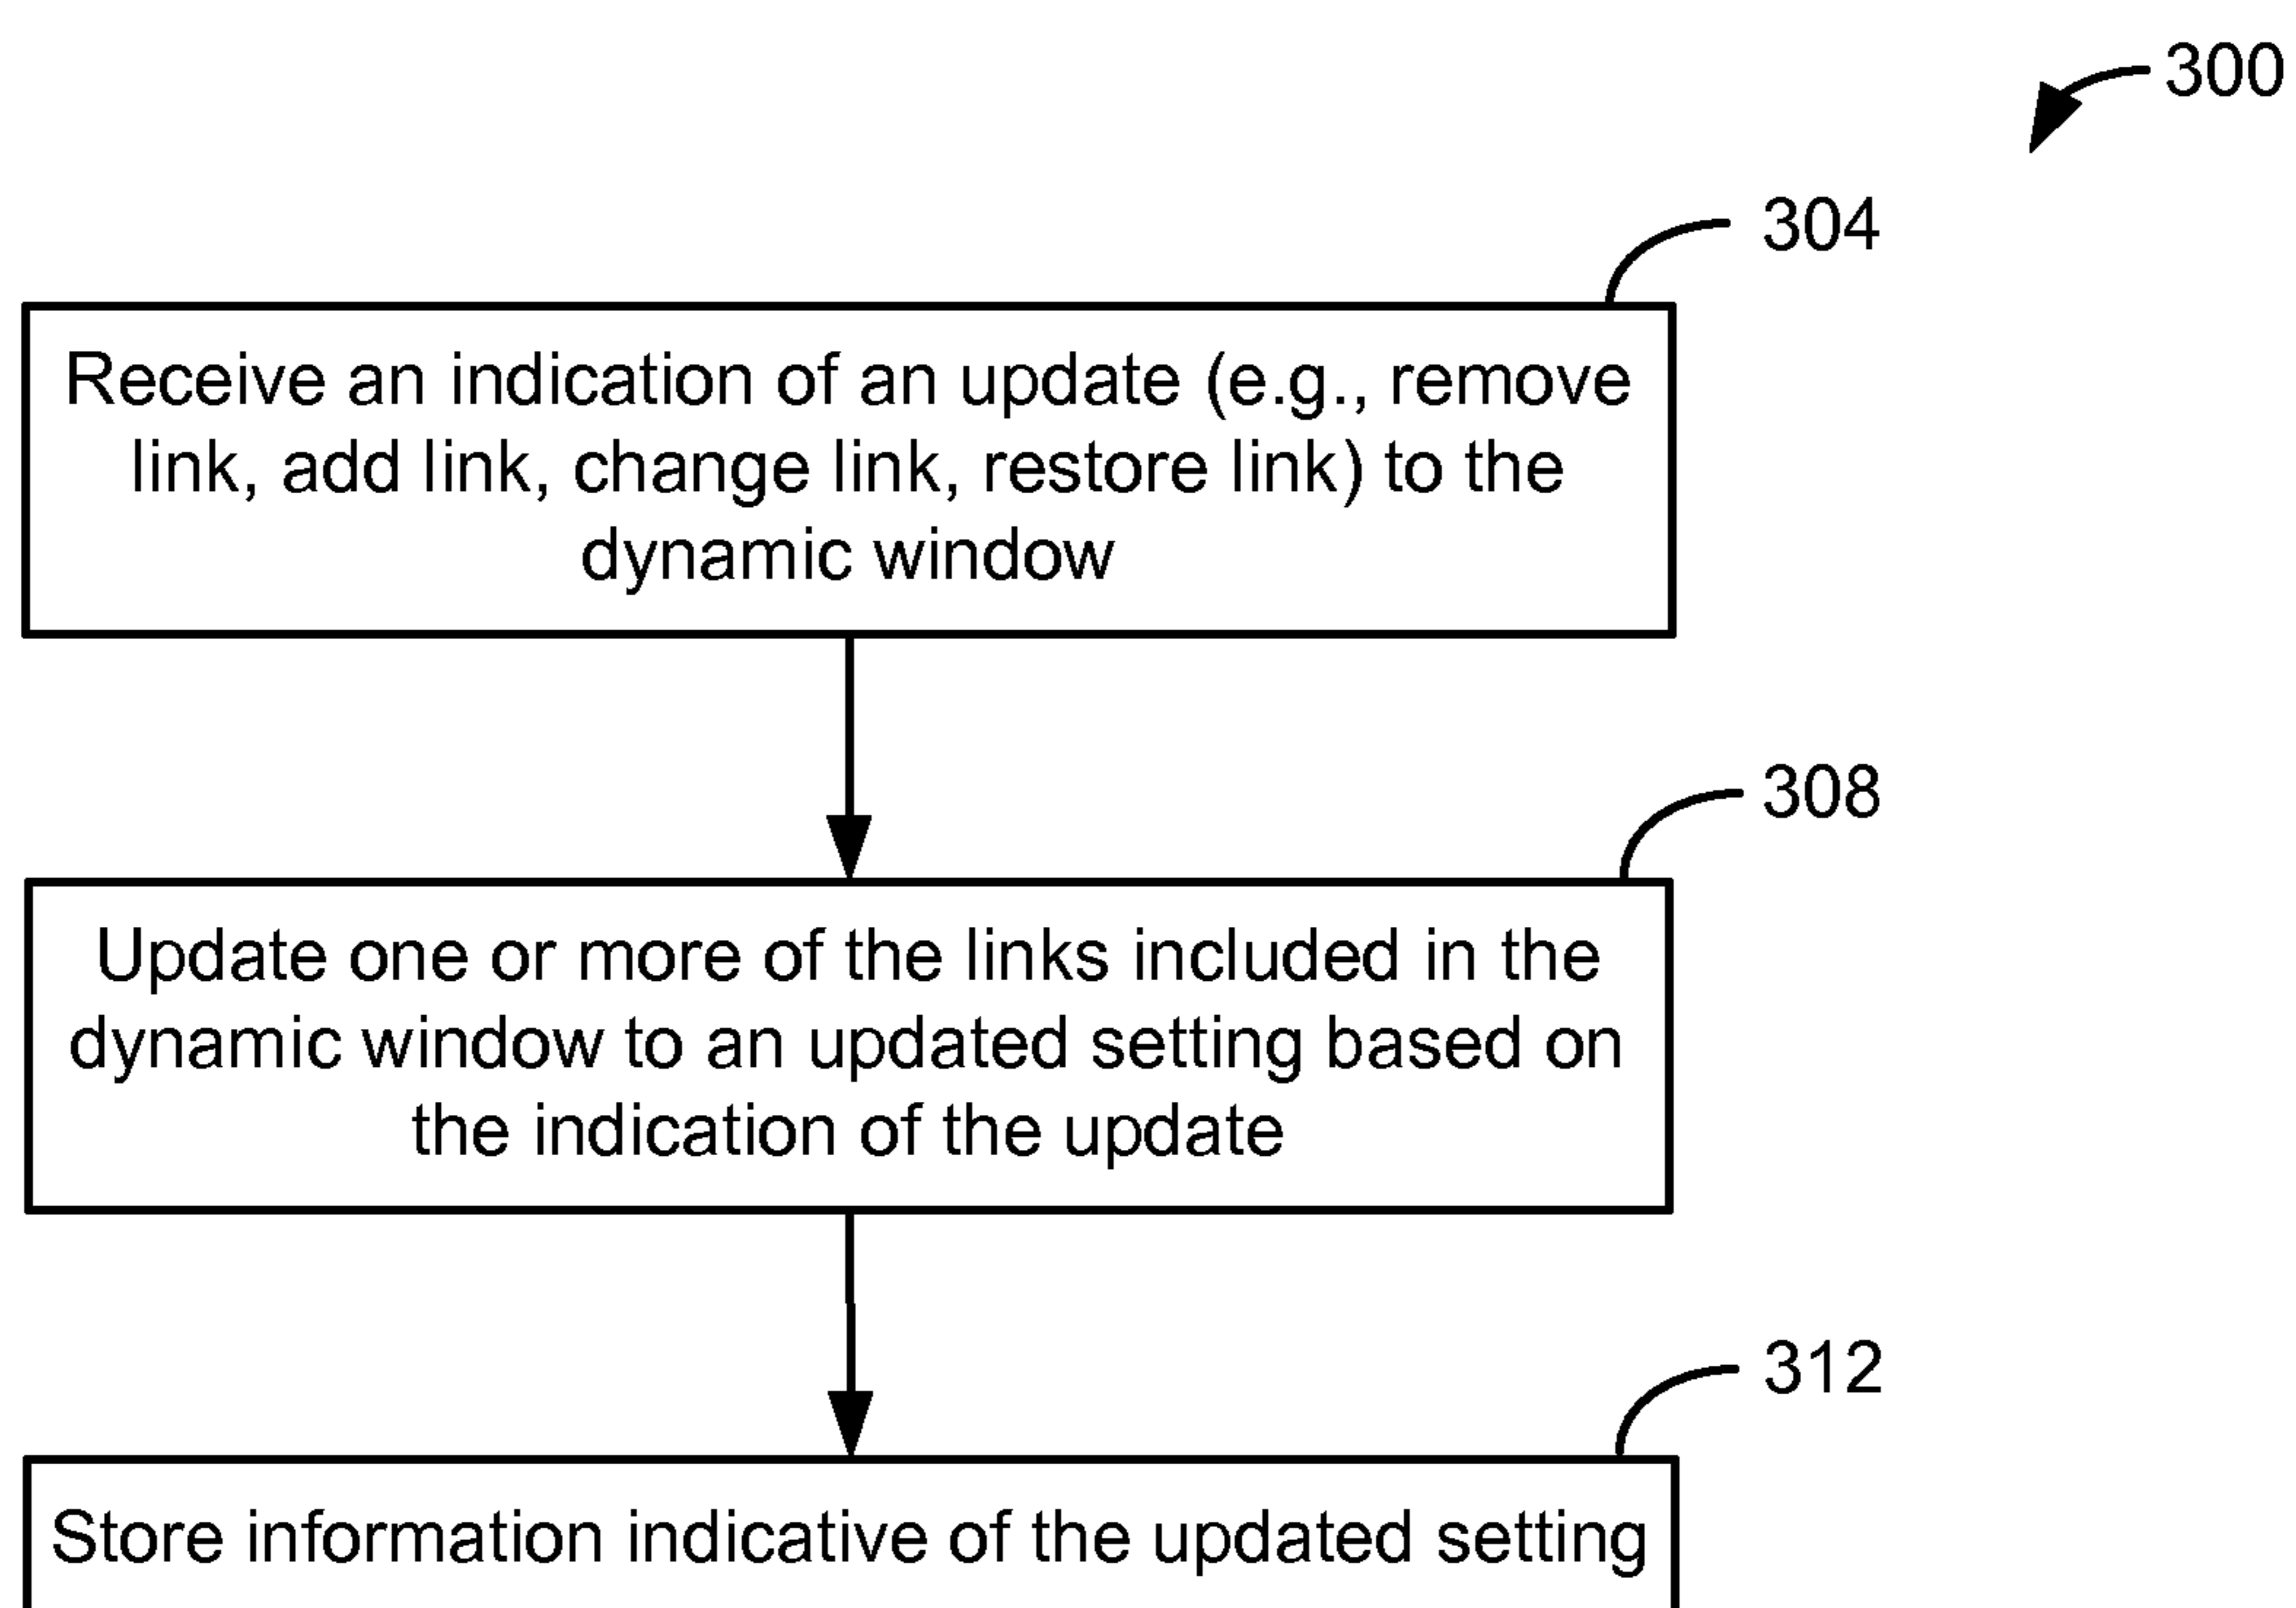 300
304
Receive an indication of an update (e.g., remove
link, add link, change link, restore link) to the
dynamic window
308
Update one or more of the links included in the
dynamic window to an updated setting based on
the indication of the update
312
Store information indicative of the updated setting